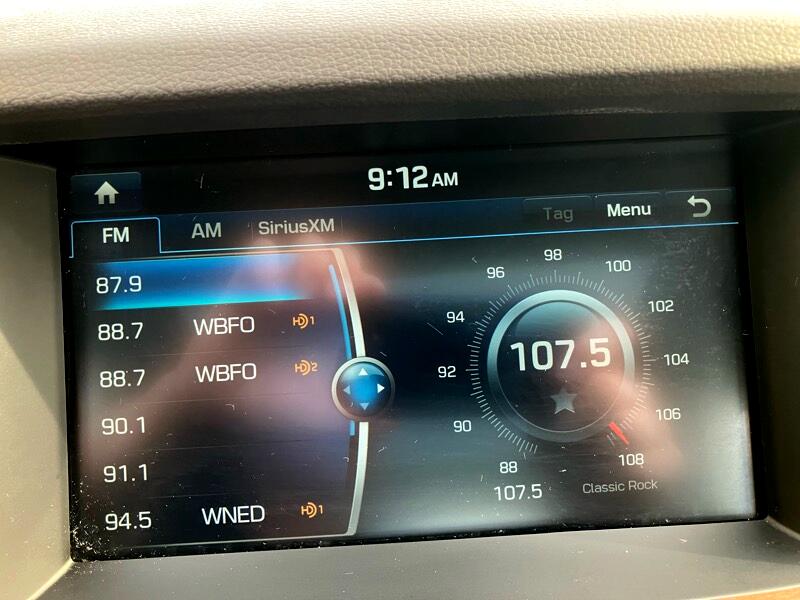 9:12 AM
FM AM SiriusXM Tag Menu
87.9
88.7 WBFO HD1
88.7 WBFO HD2
90.1
91.1
94.5 WNED HD1
88
90
92
94
96
98
100
102
104
106
108
107.5
107.5 Classic Rock